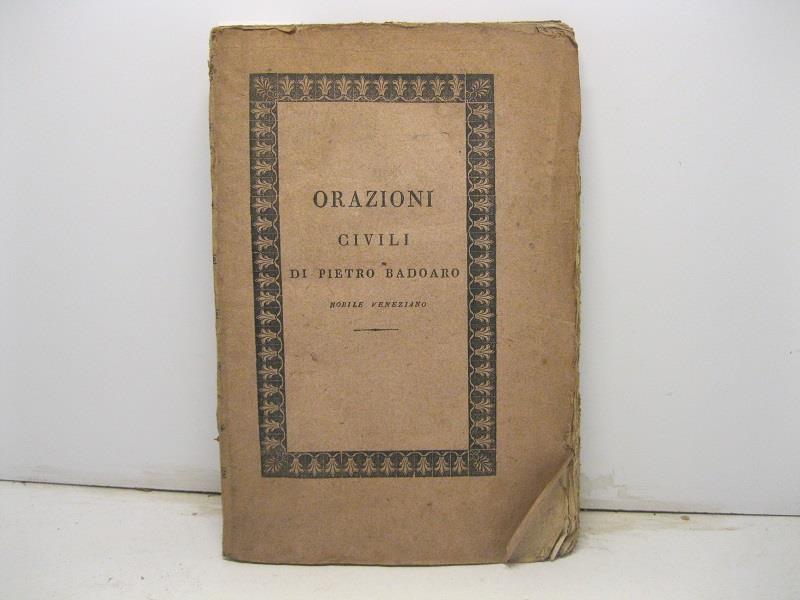 ORAZIONI
CIVILI
DI PIETRO BADOARO
NOBILE VENEZIANO